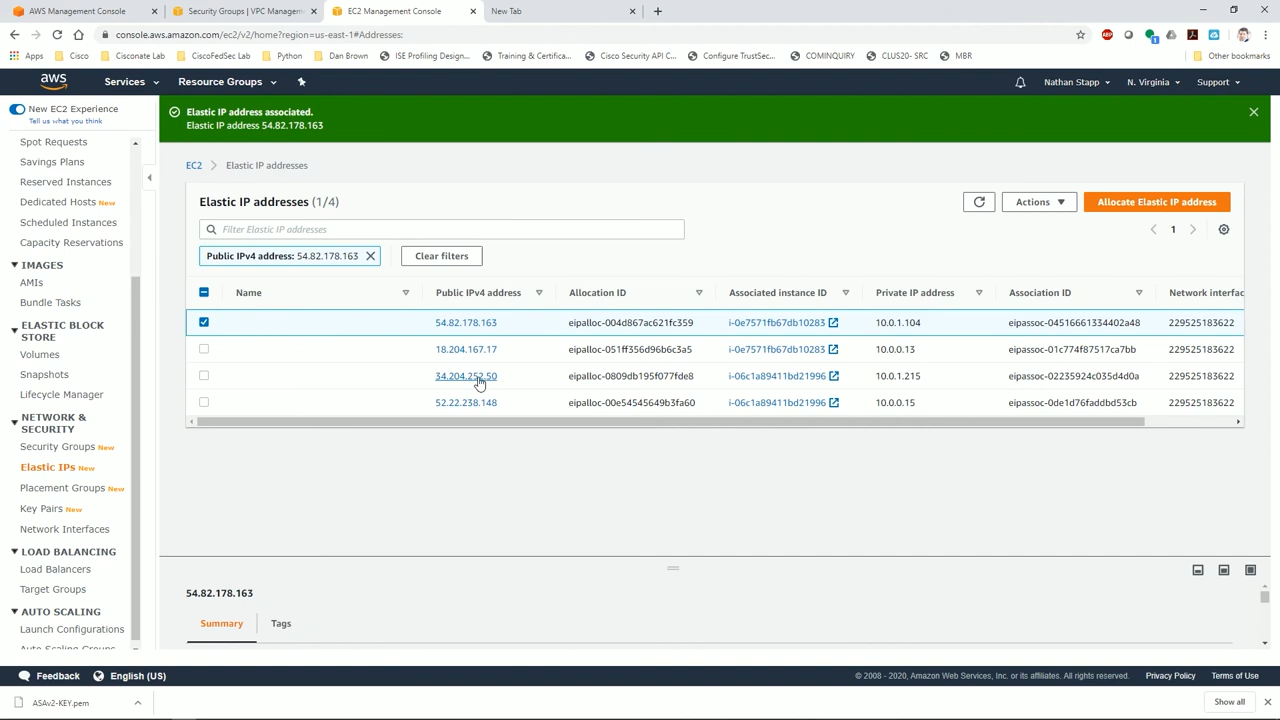 AWS Management Console
Security Groups | VPC Managem
EC2 Management Console
New Tab
console.aws.amazon.com/ec2/v2/home?region=us-east-1#Addresses:
Apps
Cisco
Cisconate Lab
CiscoFedSec Lab
Python
Dan Brown
ISE Profiling Design...
Training & Certifica...
Cisco Security API C...
Configure TrustSec...
COMINQUIRY
CLUS20- SRC
MBR
Other bookmarks
aws
Services
Resource Groups
Nathan Stapp
N. Virginia
Support
New EC2 Experience
Tell us what you think
Spot Requests
Savings Plans
Reserved Instances
Dedicated Hosts New
Scheduled Instances
Capacity Reservations
IMAGES
AMIs
Bundle Tasks
ELASTIC BLOCK
STORE
Volumes
Snapshots
Lifecycle Manager
NETWORK &
SECURITY
Security Groups New
Elastic IPs New
Placement Groups New
Key Pairs New
Network Interfaces
LOAD BALANCING
Load Balancers
Target Groups
AUTO SCALING
Launch Configurations
Auto Scaling Groups
Elastic IP address associated.
Elastic IP address 54.82.178.163
EC2 > Elastic IP addresses
Elastic IP addresses (1/4)
Actions
Allocate Elastic IP address
Filter Elastic IP addresses
1
Public IPv4 address: 54.82.178.163
Clear filters
Name Public IPv4 address Allocation ID Associated instance ID Private IP address Association ID Network interfac
54.82.178.163 eipalloc-004d867ac621fc359 i-0e7571fb67db10283 10.0.1.104 eipassoc-04516661334402a48 229525183622
18.204.167.17 eipalloc-051ff356d96b6c3a5 i-0e7571fb67db10283 10.0.0.13 eipassoc-01c774f87517ca7bb 229525183622
34.204.252.50 eipalloc-0809db195f077fde8 i-06c1a89411bd21996 10.0.1.215 eipassoc-02235924c035d4d0a 229525183622
52.22.238.148 eipalloc-00e54545649b3fa60 i-06c1a89411bd21996 10.0.0.15 eipassoc-0de1d76faddbd53cb 229525183622
54.82.178.163
Summary
Tags
Feedback
English (US)
© 2008 - 2020, Amazon Web Services, Inc. or its affiliates. All rights reserved.
Privacy Policy
Terms of Use
ASAv2-KEY.pem
Show all